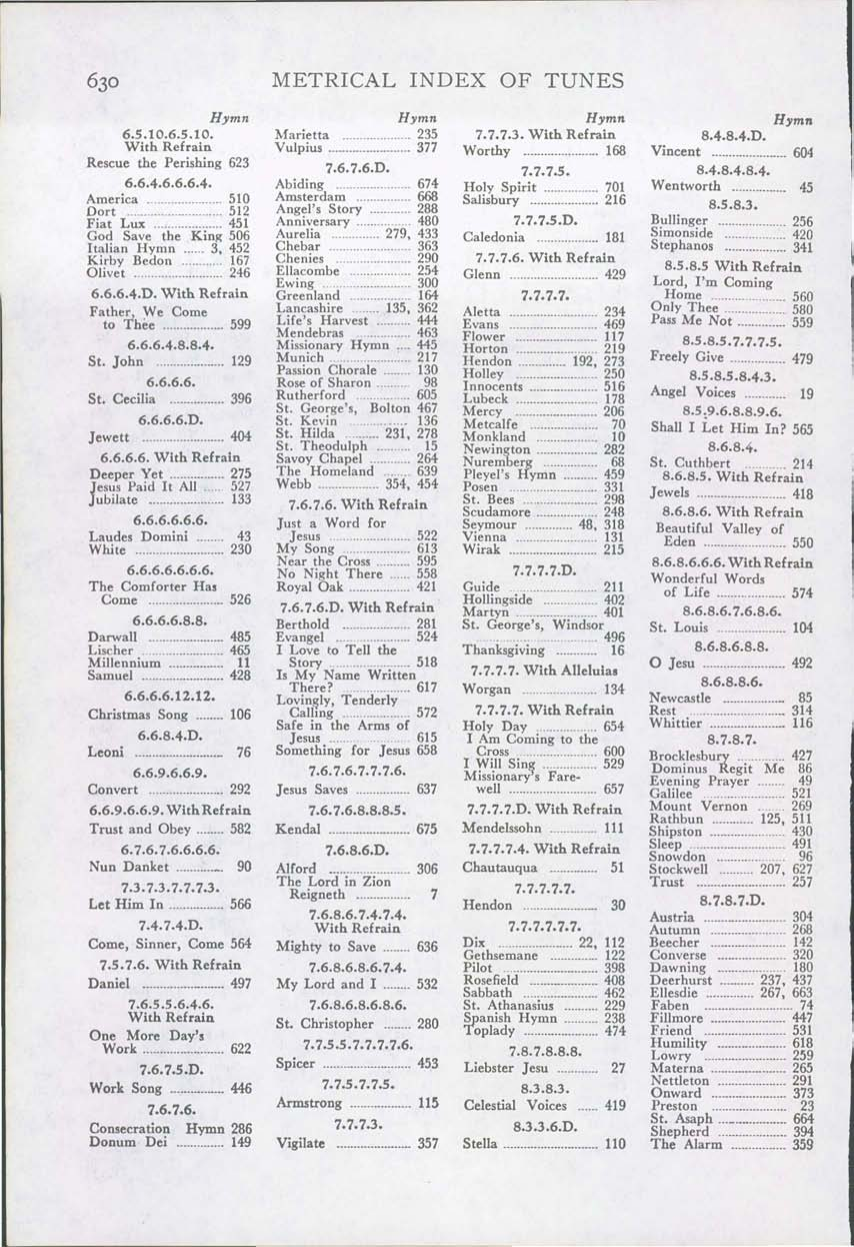 630
METRICAL INDEX OF TUNES
Hymn
6.5.10.6.5.10.
With Refrain
Rescue the Perishing 623
6.6.4.6.6.6.4.
America ........ 510
Dort ........ 512
Fiat Lux ........ 451
God Save the King 506
Italian Hymn ...... 3, 452
Kirby Bedon ........ 167
Olivet ........ 246
6.6.6.4.D. With Refrain
Father, We Come
to Thee ........ 599
6.6.6.4.8.8.4.
St. John ........ 129
6.6.6.6.
St. Cecilia ........ 396
6.6.6.6.D.
Jewett ........ 404
6.6.6.6. With Refrain
Deeper Yet ........ 275
Jesus Paid It All ..... 527
Jubilate ........ 133
6.6.6.6.6.6.
Laudes Domini ....... 43
White ........ 230
6.6.6.6.6.6.6.
The Comforter Has
Come ........ 526
6.6.6.6.8.8.
Darwall ........ 485
Lischer ........ 465
Millennium ........ 11
Samuel ........ 428
6.6.6.6.12.12.
Christmas Song ....... 106
6.6.8.4.D.
Leoni ........ 76
6.6.9.6.6.9.
Convert ........ 292
6.6.9.6.6.9. With Refrain
Trust and Obey ....... 582
6.7.6.7.6.6.6.6.
Nun Danket ........ 90
7.3.7.3.7.7.7.3.
Let Him In ........ 566
7.4.7.4.D.
Come, Sinner, Come 564
7.5.7.6. With Refrain
Daniel ........ 497
7.6.5.5.6.4.6.
With Refrain
One More Day's
Work ........ 622
7.6.7.5.D.
Work Song ........ 446
7.6.7.6.
Consecration Hymn 286
Donum Dei ........ 149
Hymn
Marietta ........ 235
Vulpius ........ 377
7.6.7.6.D.
Abiding ........ 674
Amsterdam ........ 668
Angel's Story ........ 288
Anniversary ........ 480
Aurelia ........ 279, 433
Chebar ........ 363
Chenies ........ 290
Ellacombe ........ 254
Ewing ........ 300
Greenland ........ 164
Lancashire ....... 135, 362
Life's Harvest ........ 444
Mendebras ........ 463
Missionary Hymn .... 445
Munich ........ 217
Passion Chorale ....... 130
Rose of Sharon ........ 98
Rutherford ........ 605
St. George's, Bolton 467
St. Kevin ........ 136
St. Hilda ........ 231, 278
St. Theodulph ........ 15
Savoy Chapel ........ 264
The Homeland ....... 639
Webb ........ 354, 454
7.6.7.6. With Refrain
Just a Word for
Jesus ........ 522
My Song ........ 613
Near the Cross ........ 595
No Night There ...... 558
Royal Oak ........ 421
7.6.7.6.D. With Refrain
Berthold ........ 281
Evangel ........ 524
I Love to Tell the
Story ........ 518
Is My Name Written
There? ........ 617
Lovingly, Tenderly
Calling ........ 572
Safe in the Arms of
Jesus ........ 615
Something for Jesus 658
7.6.7.6.7.7.7.6.
Jesus Saves ........ 637
7.6.7.6.8.8.8.5.
Kendal ........ 675
7.6.8.6.D.
Alford ........ 306
The Lord in Zion
Reigneth ........ 7
7.6.8.6.7.4.7.4.
With Refrain
Mighty to Save ........ 636
7.6.8.6.8.6.7.4.
My Lord and I ........ 532
7.6.8.6.8.6.8.6.
St. Christopher ........ 280
7.7.5.5.7.7.7.7.6.
Spicer ........ 453
7.7.5.7.7.5.
Armstrong ........ 115
7.7.7.3.
Vigilate ........ 357
Hymn
7.7.7.3. With Refrain
Worthy ........ 168
7.7.7.5.
Holy Spirit ........ 701
Salisbury ........ 216
7.7.7.5.D.
Caledonia ........ 181
7.7.7.6. With Refrain
Glenn ........ 429
7.7.7.7.
Aletta ........ 234
Evans ........ 469
Flower ........ 117
Horton ........ 219
Hendon ........ 192, 273
Holley ........ 250
Innocents ........ 516
Lubeck ........ 178
Mercy ........ 206
Metcalfe ........ 70
Monkland ........ 10
Newington ........ 282
Nuremberg ........ 68
Pleyel's Hymn ........ 459
Posen ........ 331
St. Bees ........ 298
Scudamore ........ 248
Seymour ........ 48, 318
Vienna ........ 131
Wirak ........ 215
7.7.7.7.D.
Guide ........ 211
Hollingside ........ 402
Martyn ........ 401
St. George's, Windsor
........ 496
Thanksgiving ........ 16
7.7.7.7. With Alleluias
Worgan ........ 134
7.7.7.7. With Refrain
Holy Day ........ 654
I Am Coming to the
Cross ........ 600
I Will Sing ........ 529
Missionary's Fare-
well ........ 657
7.7.7.7.D. With Refrain
Mendelssohn ........ 111
7.7.7.7.4. With Refrain
Chautauqua ........ 51
7.7.7.7.7.
Hendon ........ 30
7.7.7.7.7.7.
Dix ........ 22, 112
Gethsemane ........ 122
Pilot ........ 398
Rosefield ........ 408
Sabbath ........ 462
St. Athanasius ........ 229
Spanish Hymn ........ 238
Toplady ........ 474
7.8.7.8.8.8.
Liebster Jesu ........ 27
8.3.8.3.
Celestial Voices ...... 419
8.3.3.6.D.
Stella ........ 110
Hymn
8.4.8.4.D.
Vincent ........ 604
8.4.8.4.8.4.
Wentworth ........ 45
8.5.8.3.
Bullinger ........ 256
Simonside ........ 420
Stephanos ........ 341
8.5.8.5 With Refrain
Lord, I'm Coming
Home ........ 560
Only Thee ........ 580
Pass Me Not ........ 559
8.5.8.5.7.7.7.5.
Freely Give ........ 479
8.5.8.5.8.4.3.
Angel Voices ........ 19
8.5.9.6.8.8.9.6.
Shall I Let Him In? 565
8.6.8.4.
St. Cuthbert ........ 214
8.6.8.5. With Refrain
Jewels ........ 418
8.6.8.6. With Refrain
Beautiful Valley of
Eden ........ 550
8.6.8.6.6.6. With Refrain
Wonderful Words
of Life ........ 574
8.6.8.6.7.6.8.6.
St. Louis ........ 104
8.6.8.6.8.8.
O Jesu ........ 492
8.6.8.8.6.
Newcastle ........ 85
Rest ........ 314
Whittier ........ 116
8.7.8.7.
Brocklesbury ........ 427
Dominus Regit Me 86
Evening Prayer ....... 49
Galilee ........ 521
Mount Vernon ....... 269
Rathbun ........ 125, 511
Shipston ........ 430
Sleep ........ 491
Snowdon ........ 96
Stockwell ........ 207, 627
Trust ........ 257
8.7.8.7.D.
Austria ........ 304
Autumn ........ 268
Beecher ........ 142
Converse ........ 320
Dawning ........ 180
Deerhurst ........ 237, 437
Ellesdie ........ 267, 663
Faben ........ 74
Fillmore ........ 447
Friend ........ 531
Humility ........ 618
Lowry ........ 259
Materna ........ 265
Nettleton ........ 291
Onward ........ 373
Preston ........ 23
St. Asaph ........ 664
Shepherd ........ 394
The Alarm ........ 359